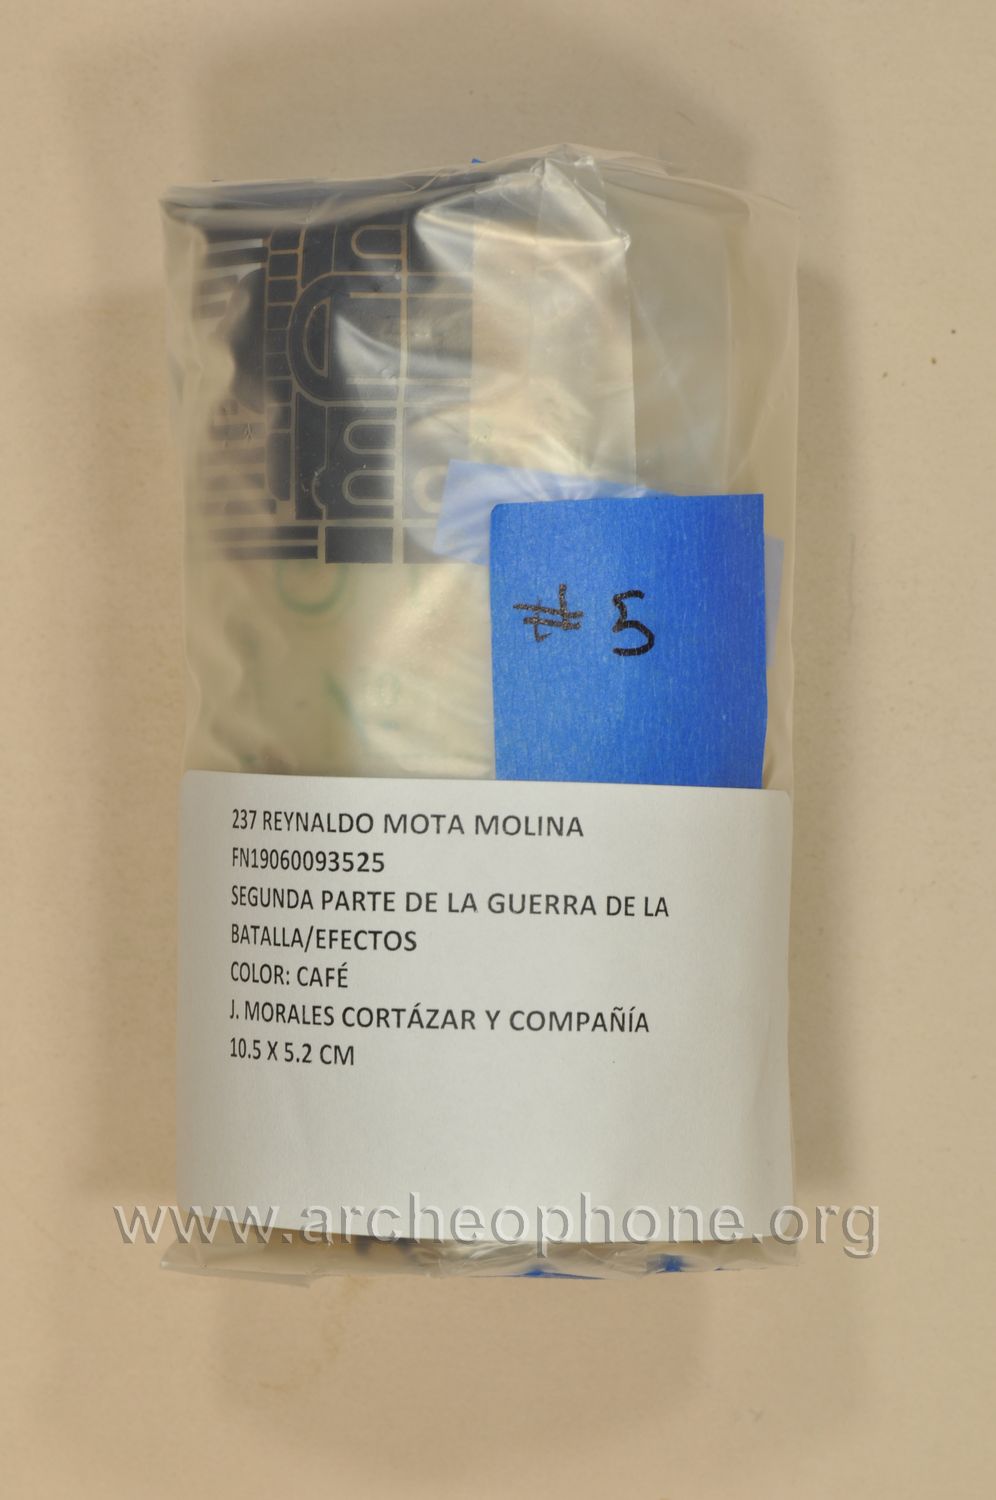 # 5
237 REYNALDO MOTA MOLINA
FN19060093525
SEGUNDA PARTE DE LA GUERRA DE LA
BATALLA/EFECTOS
COLOR: CAFÉ
J. MORALES CORTÁZAR Y COMPAÑÍA
10.5 X 5.2 CM
www.archeophone.org